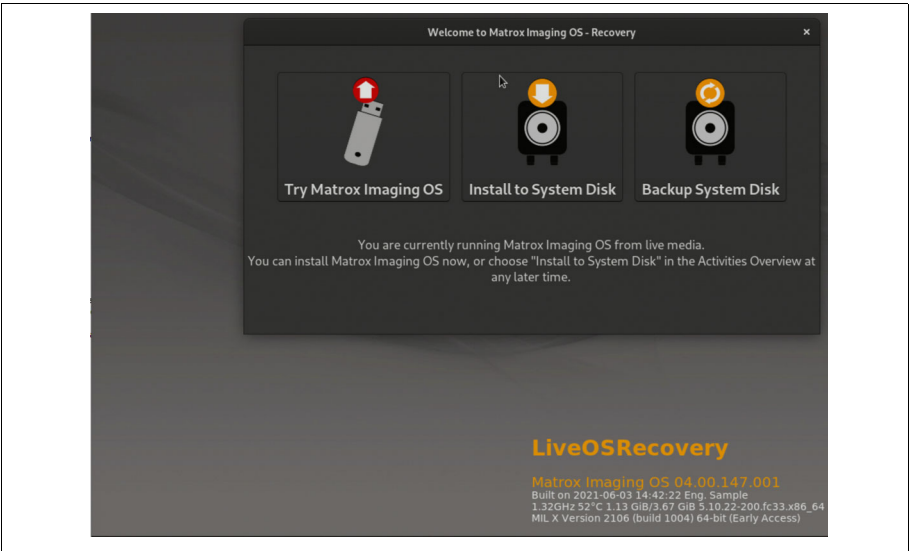 Welcome to Matrox Imaging OS - Recovery
Try Matrox Imaging OS
Install to System Disk
Backup System Disk
You are currently running Matrox Imaging OS from live media.
You can install Matrox Imaging OS now, or choose "Install to System Disk" in the Activities Overview at
any later time.
LiveOSRecovery
Matrox Imaging OS 04.00.147.001
Built on 2021-06-03 14:42:22 Eng. Sample
1.32GHz 52°C 1.13 GiB/3.67 GiB 5.10.22-200.fc33.x86_64
MIL X Version 2106 (build 1004) 64-bit (Early Access)